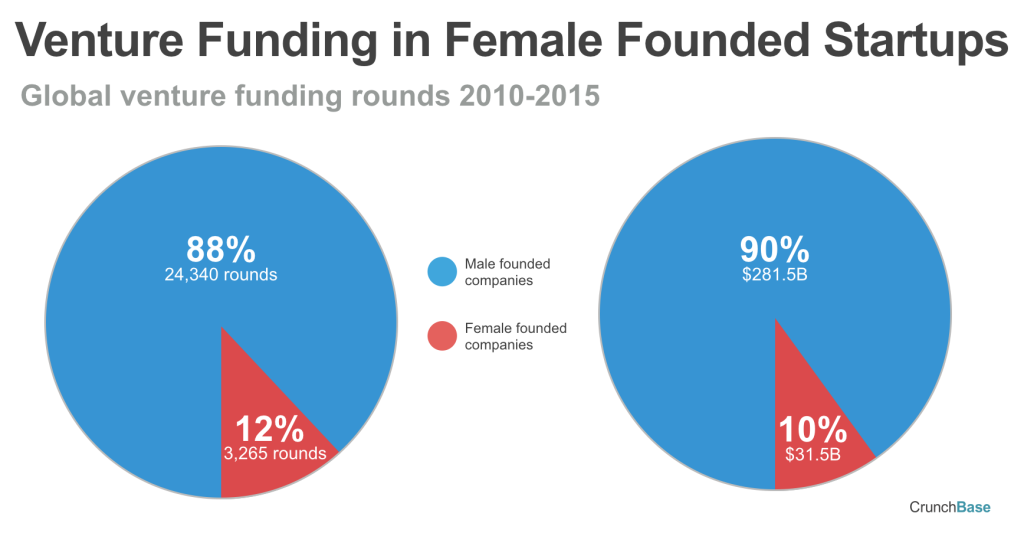 Venture Funding in Female Founded Startups
Global venture funding rounds 2010-2015
88%
24,340 rounds
12%
3,265 rounds
Male founded
companies
Female founded
companies
90%
$281.5B
10%
$31.5B
CrunchBase